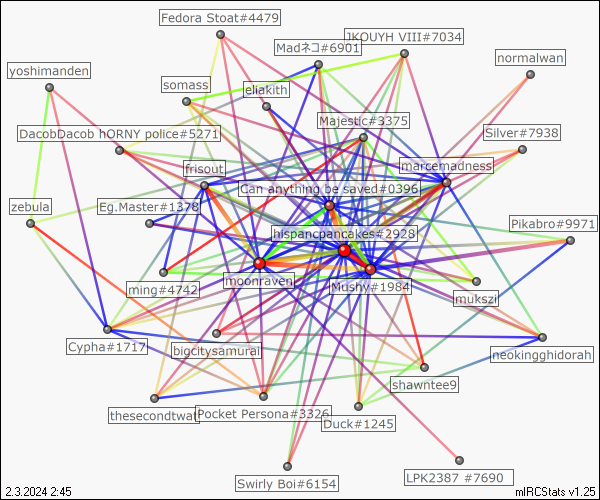 Fedora Stoat#4479
JKOUYH VIII#7034
Madネコ#6901
normalwan
yoshimanden
somass
eliakith
Majestic#3375
DacobDacob hORNY police#5271
Silver#7938
frisout
marcemadness
Can anything be saved#0396
zebula
Eg.Master#1378
Pikabro#9971
hispanicpancakes#2928
moonraven
Mushy#1984
ming#4742
mukszil
Cypha#1717
bigcitysamurai
neokingghidorah
shawntee9
thesecondtwat
Pocket Persona#3326
Duck#1245
Swirly Boi#6154
LPK2387 #7690
2.3.2024 2:45
mIRCStats v1.25